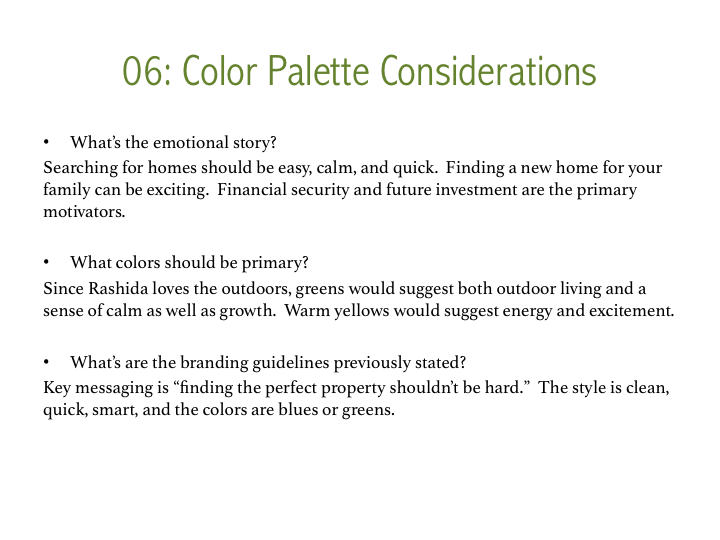 06: Color Palette Considerations
• What’s the emotional story?
Searching for homes should be easy, calm, and quick.  Finding a new home for your
family can be exciting.  Financial security and future investment are the primary
motivators.
• What colors should be primary?
Since Rashida loves the outdoors, greens would suggest both outdoor living and a
sense of calm as well as growth.  Warm yellows would suggest energy and excitement.
• What’s are the branding guidelines previously stated?
Key messaging is “finding the perfect property shouldn’t be hard.”  The style is clean,
quick, smart, and the colors are blues or greens.